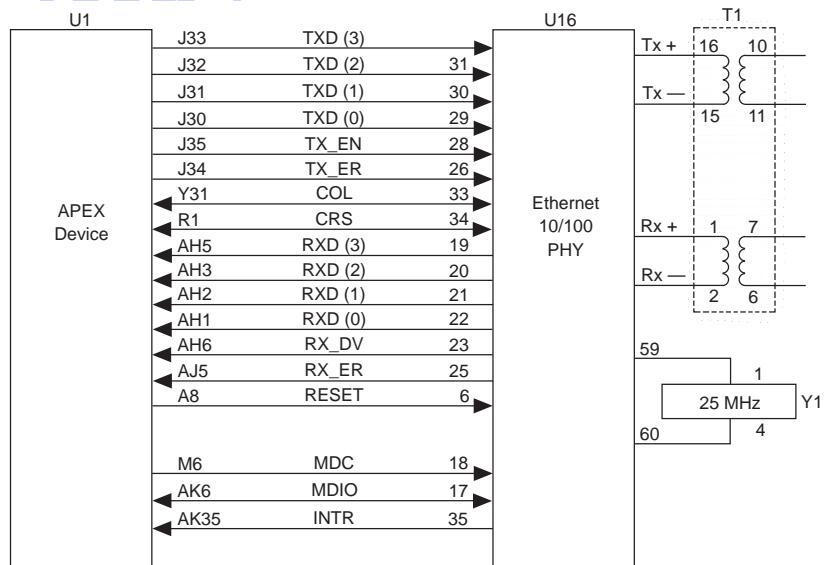 U1 U16 T1
J33 TXD (3)
J32 TXD (2) 31
J31 TXD (1) 30
J30 TXD (0) 29
J35 TX_EN 28
J34 TX_ER 26
Y31 COL 33
R1 CRS 34
AH5 RXD (3) 19
AH3 RXD (2) 20
AH2 RXD (1) 21
AH1 RXD (0) 22
AH6 RX_DV 23
AJ5 RX_ER 25
A8 RESET 6
M6 MDC 18
AK6 MDIO 17
AK35 INTR 35
APEX
Device
Ethernet
10/100
PHY
Tx + 16 10
Tx — 15 11
Rx + 1 7
Rx — 2 6
59
1
25 MHz Y1
60 4